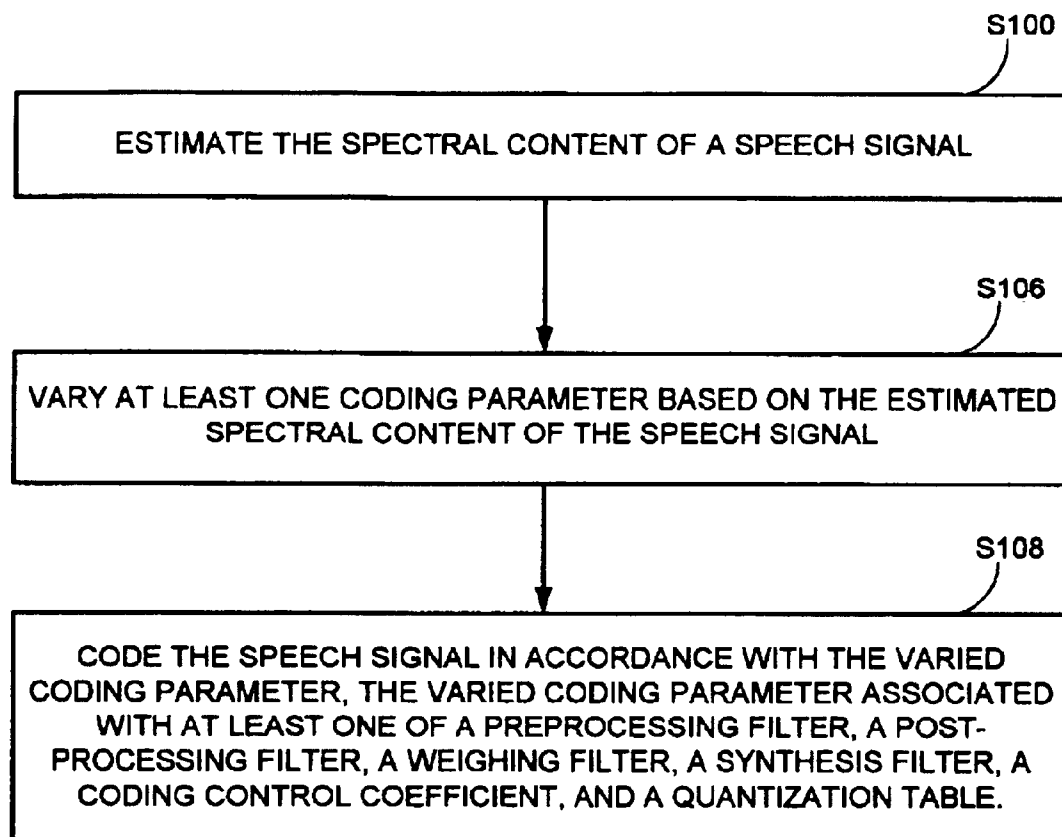 S100
ESTIMATE THE SPECTRAL CONTENT OF A SPEECH SIGNAL
S106
VARY AT LEAST ONE CODING PARAMETER BASED ON THE ESTIMATED
SPECTRAL CONTENT OF THE SPEECH SIGNAL
S108
CODE THE SPEECH SIGNAL IN ACCORDANCE WITH THE VARIED
CODING PARAMETER, THE VARIED CODING PARAMETER ASSOCIATED
WITH AT LEAST ONE OF A PREPROCESSING FILTER, A POST-
PROCESSING FILTER, A WEIGHING FILTER, A SYNTHESIS FILTER, A
CODING CONTROL COEFFICIENT, AND A QUANTIZATION TABLE.